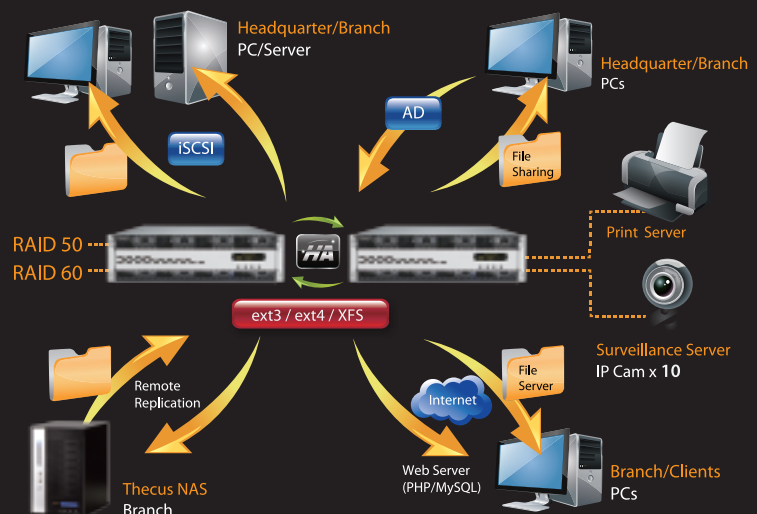 Headquarter/Branch
PC/Server
Headquarter/Branch
PCs
AD
iSCSI
File
Sharing
Print Server
RAID 50
RAID 60
HA
ext3 / ext4 / XFS
Surveillance Server
IP Cam x 10
Remote
Replication
Internet
File
Server
Web Server
(PHP/MySQL)
Branch/Clients
PCs
Thecus NAS
Branch